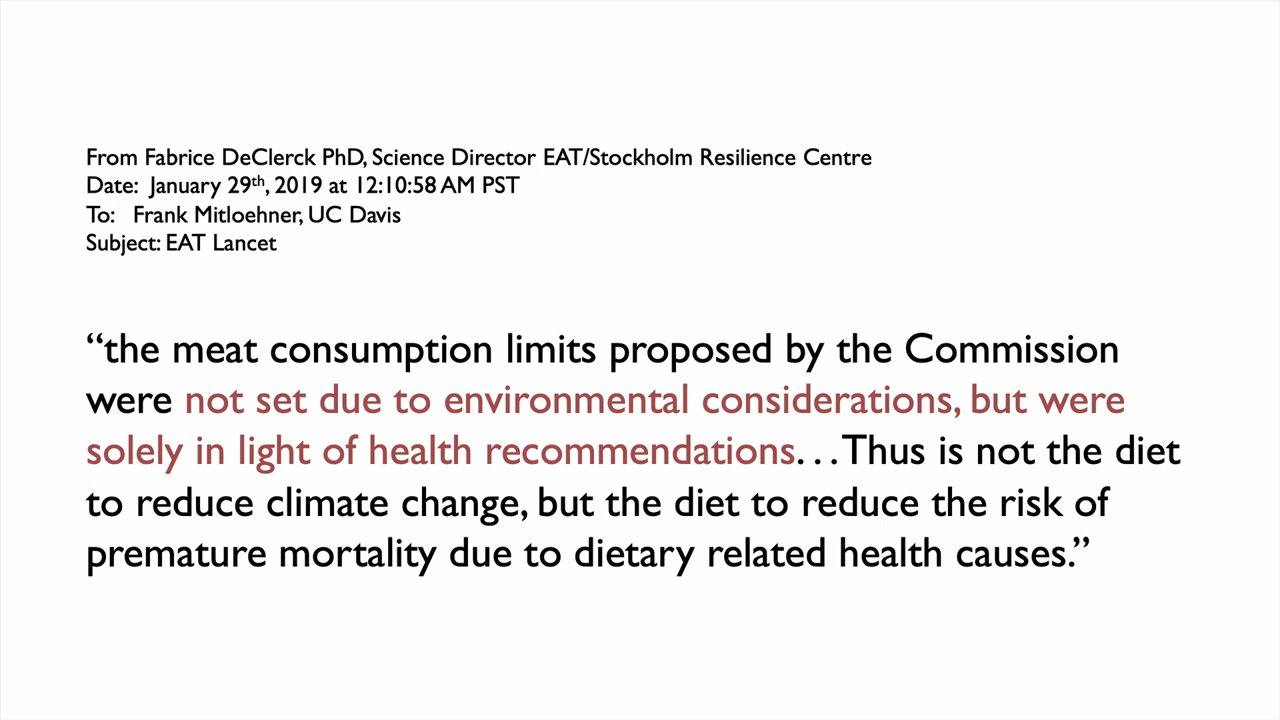 From Fabrice DeClerck PhD, Science Director EAT/Stockholm Resilience Centre
Date: January 29th, 2019 at 12:10:58 AM PST
To: Frank Mitloehner, UC Davis
Subject: EAT Lancet
“the meat consumption limits proposed by the Commission
were not set due to environmental considerations, but were
solely in light of health recommendations. . . Thus is not the diet
to reduce climate change, but the diet to reduce the risk of
premature mortality due to dietary related health causes.”